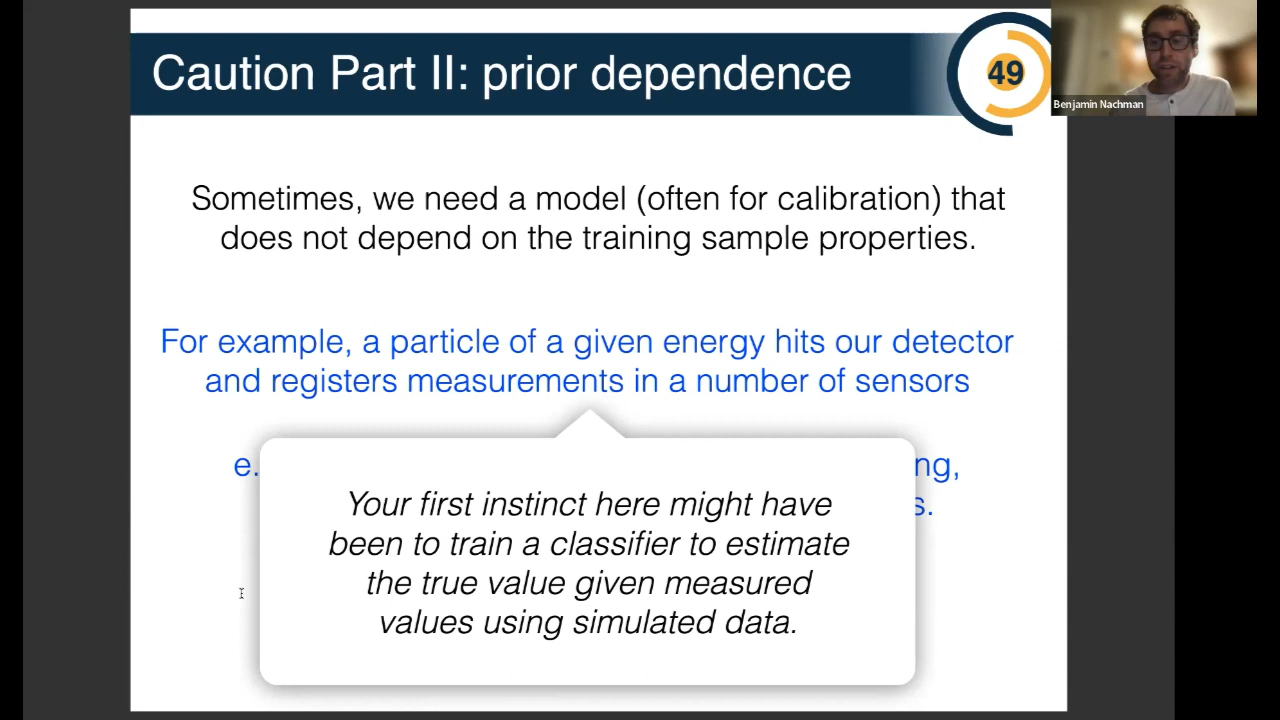 Caution Part II: prior dependence
49
Benjamin Nachman
Sometimes, we need a model (often for calibration) that
does not depend on the training sample properties.
For example, a particle of a given energy hits our detector
and registers measurements in a number of sensors
Your first instinct here might have
been to train a classifier to estimate
the true value given measured
values using simulated data.